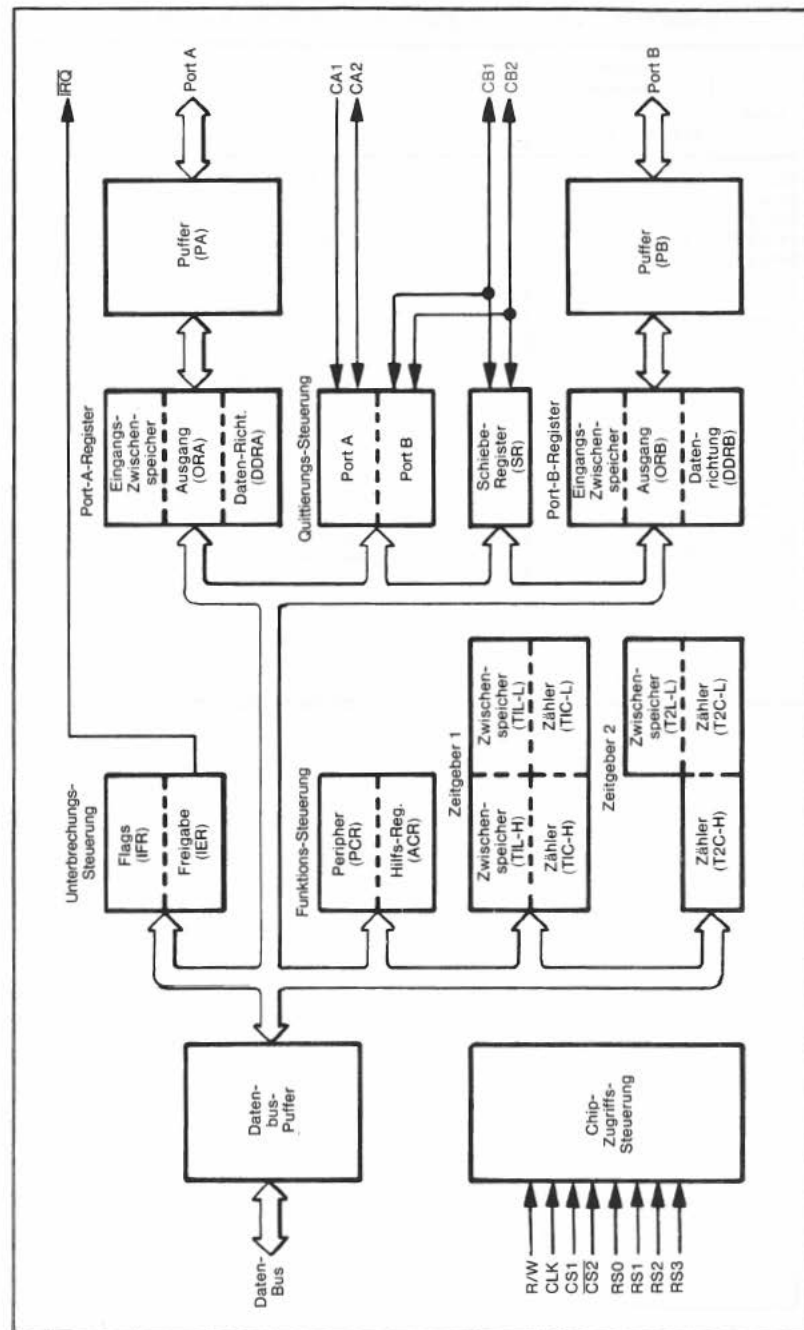 Daten-
Bus
Daten-
bus-
Puffer
R/W
CLK
CS1
CS2
RS0
RS1
RS2
RS3
Chip-
Zugriffs-
Steuerung
Unterbrechungs-
Steuerung
Flags
(IFR)
Freigabe
(IER)
IRQ
Funktions-Steuerung
Peripher
(PCR)
Hilfs-Reg.
(ACR)
Zeitgeber 1
Zwischen-
speicher
(TIL-H)
Zwischen-
speicher
(TIL-L)
Zähler
(TIC-H)
Zähler
(TIC-L)
Zeitgeber 2
Zwischen-
speicher
(T2L-L)
Zähler
(T2C-H)
Zähler
(T2C-L)
Port-A-Register
Eingangs-
Zwischen-
speicher
Ausgang
(ORA)
Daten-Richt.
(DDRA)
Puffer
(PA)
Port A
Quittierungs-Steuerung
Port A
Port B
CA1
CA2
Schiebe-
Register
(SR)
CB1
CB2
Port-B-Register
Eingangs-
Zwischen-
speicher
Ausgang
(ORB)
Daten-
richtung
(DDRB)
Puffer
(PB)
Port B